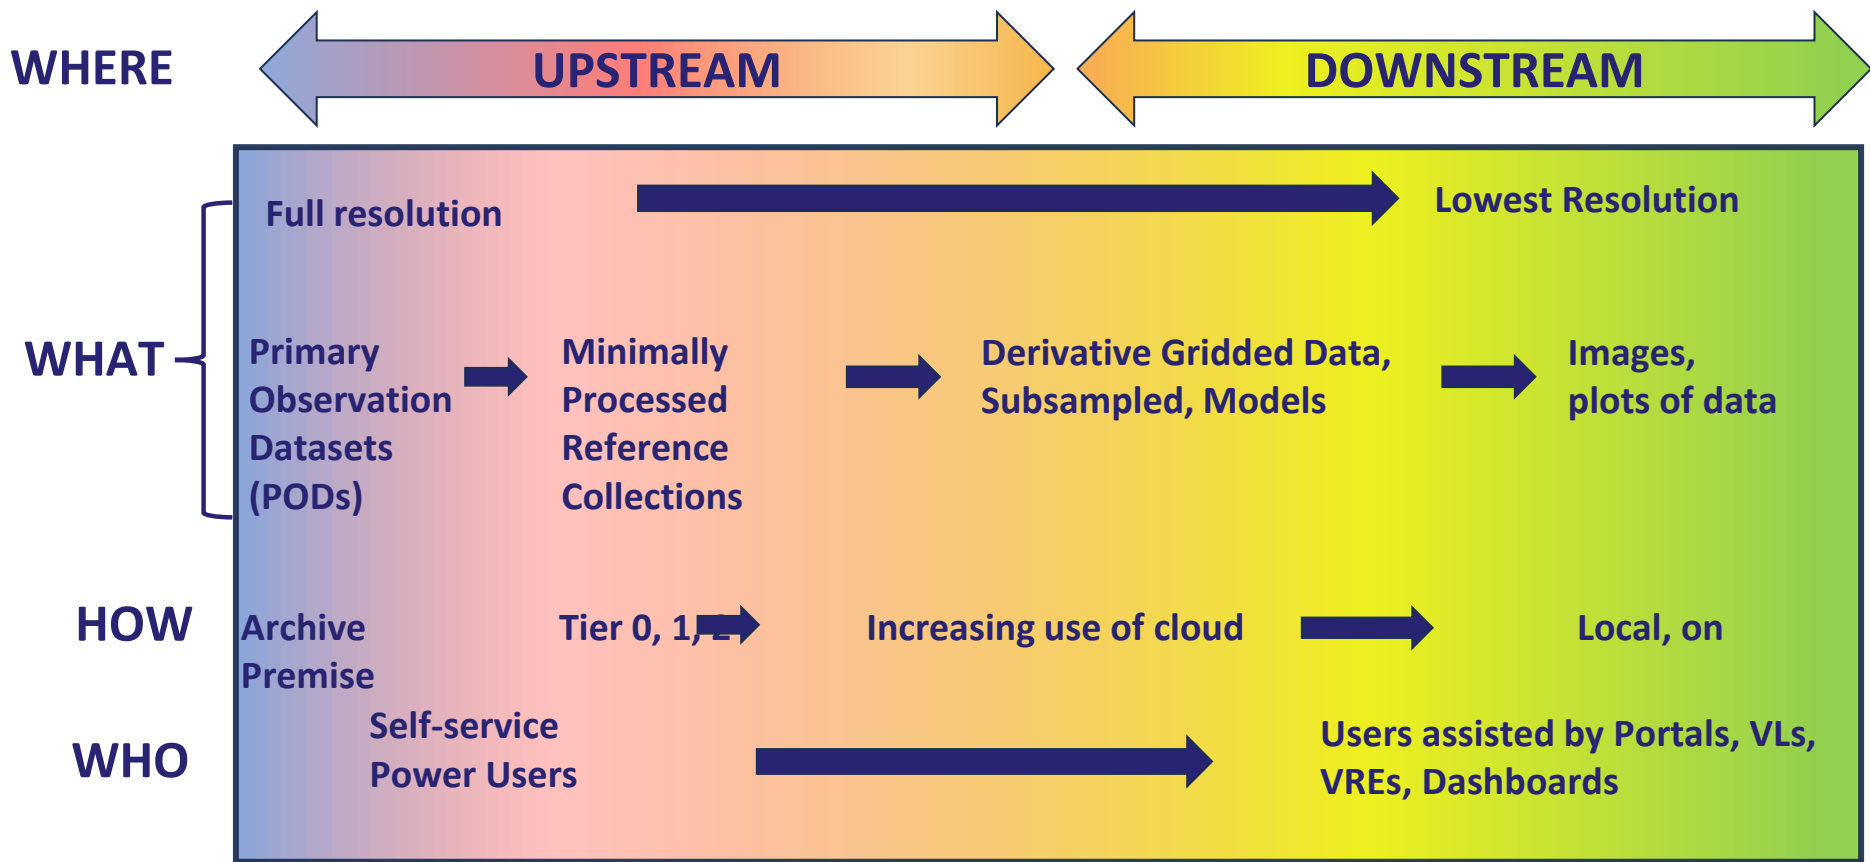 WHERE
UPSTREAM
DOWNSTREAM
Full resolution
Lowest Resolution
WHAT
Primary
Observation
Datasets
(PODs)
Minimally
Processed
Reference
Collections
Derivative Gridded Data,
Subsampled, Models
Images,
plots of data
HOW
Archive
Premise
Tier 0, 1, 2
Increasing use of cloud
Local, on
WHO
Self-service
Power Users
Users assisted by Portals, VLs,
VREs, Dashboards